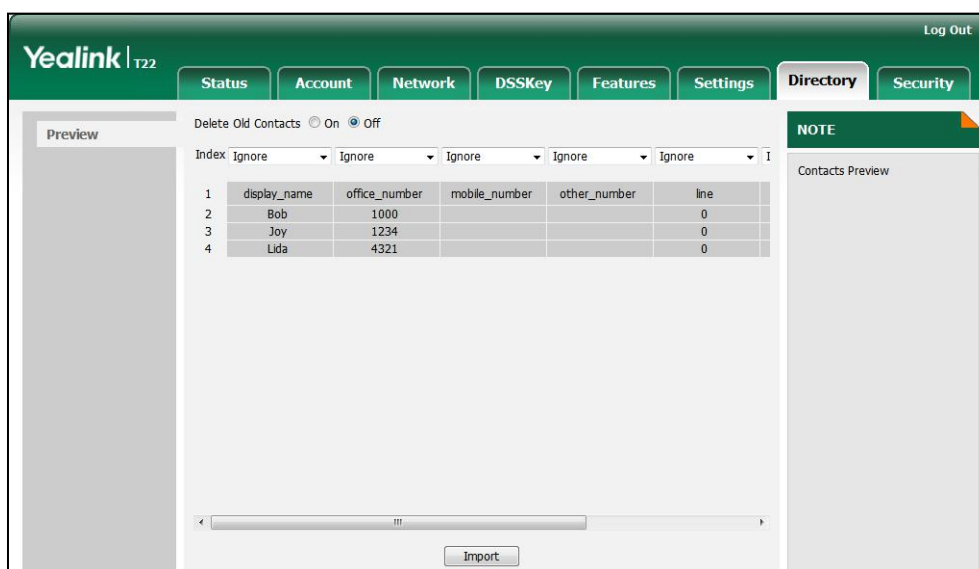 Log Out
Yealink | T22
Status Account Network DSSKey Features Settings Directory Security
Preview
Delete Old Contacts On Off
NOTE
Index Ignore Ignore Ignore Ignore Ignore I
Contacts Preview
1 display_name office_number mobile_number other_number line
2 Bob 1000 0
3 Joy 1234 0
4 Lida 4321 0
Import